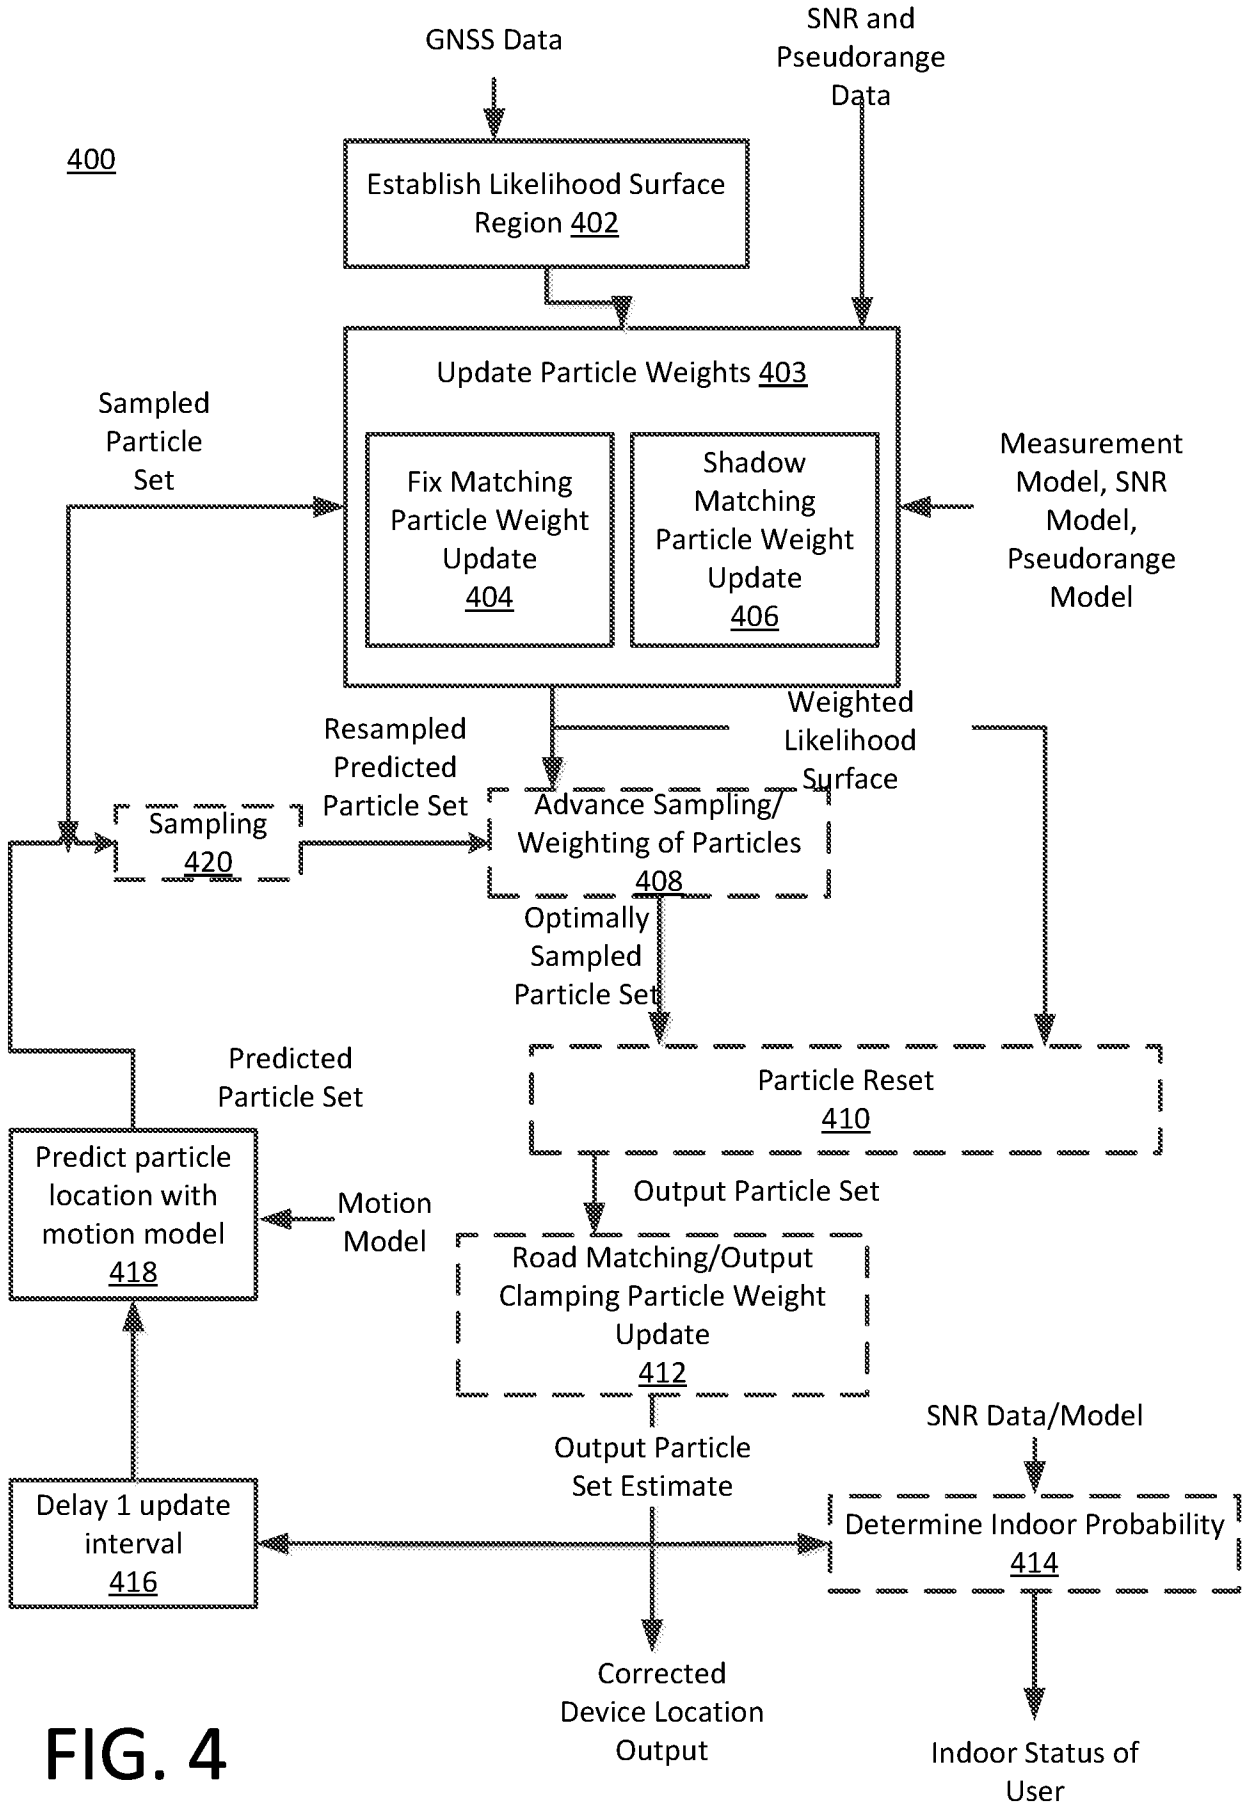 GNSS Data
SNR and
Pseudorange
Data
400
Establish Likelihood Surface
Region 402
Update Particle Weights 403
Sampled
Particle
Set
Fix Matching
Particle Weight
Update
404
Shadow
Matching
Particle Weight
Update
406
Measurement
Model, SNR
Model,
Pseudorange
Model
Weighted
Likelihood
Surface
Resampled
Predicted
Particle Set
Sampling
420
Advance Sampling/
Weighting of Particles
408
Optimally
Sampled
Particle Set
Particle Reset
410
Predicted
Particle Set
Predict particle
location with
motion model
418
Motion
Model
Output Particle Set
Road Matching/Output
Clamping Particle Weight
Update
412
SNR Data/Model
Output Particle
Set Estimate
Delay 1 update
interval
416
Determine Indoor Probability
414
Corrected
Device Location
Output
Indoor Status of
User
FIG. 4